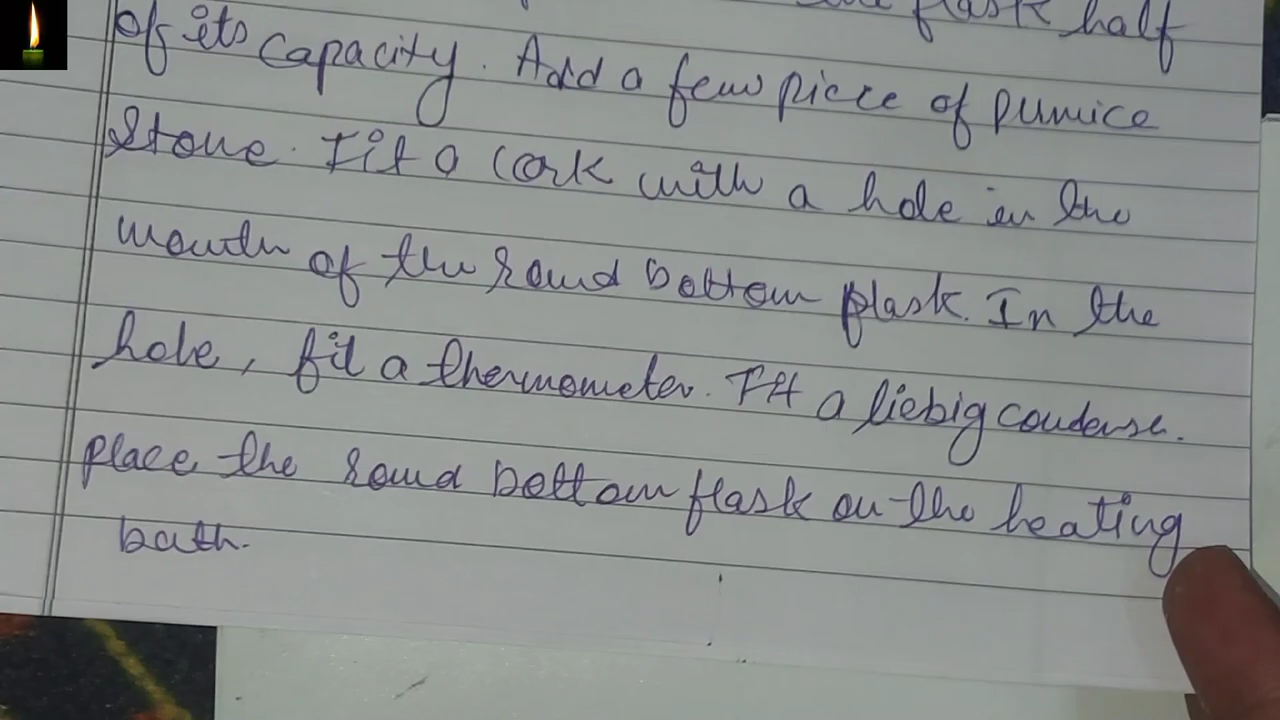 flask half
of its capacity. Add a few piece of pumice
stone. Fit a cork with a hole in the
mouth of the round bottom flask. In the
hole, fit a thermometer. Fit a liebig condense.
place the round bottom flask on the heating
bath.